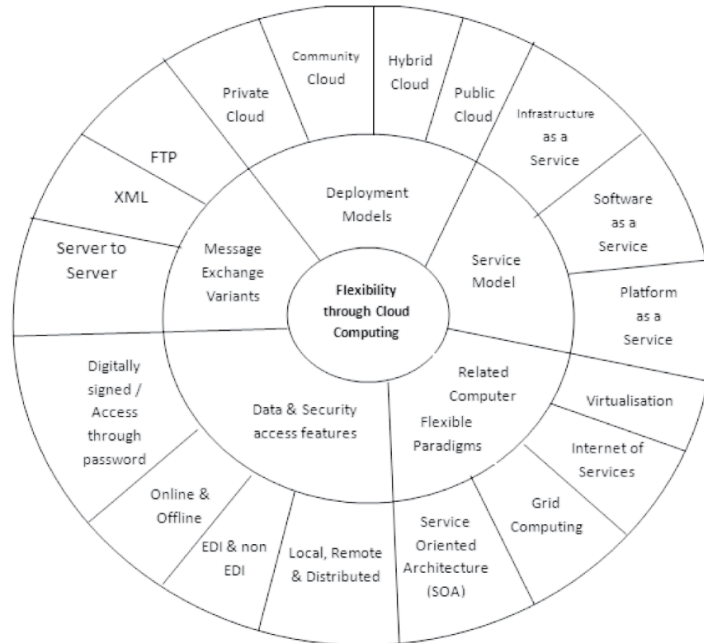 Private
Cloud
Community
Cloud
Hybrid
Cloud
Public
Cloud
Infrastructure
as a
Service
Software
as a
Service
Platform
as a
Service
Virtualisation
Internet of
Services
Grid
Computing
Service
Oriented
Architecture
(SOA)
Local, Remote
& Distributed
EDI & non
EDI
Online &
Offline
Digitally
signed /
Access
through
password
Server to
Server
XML
FTP
Deployment
Models
Service
Model
Related
Computer
Flexible
Paradigms
Data & Security
access features
Message
Exchange
Variants
Flexibility
through Cloud
Computing